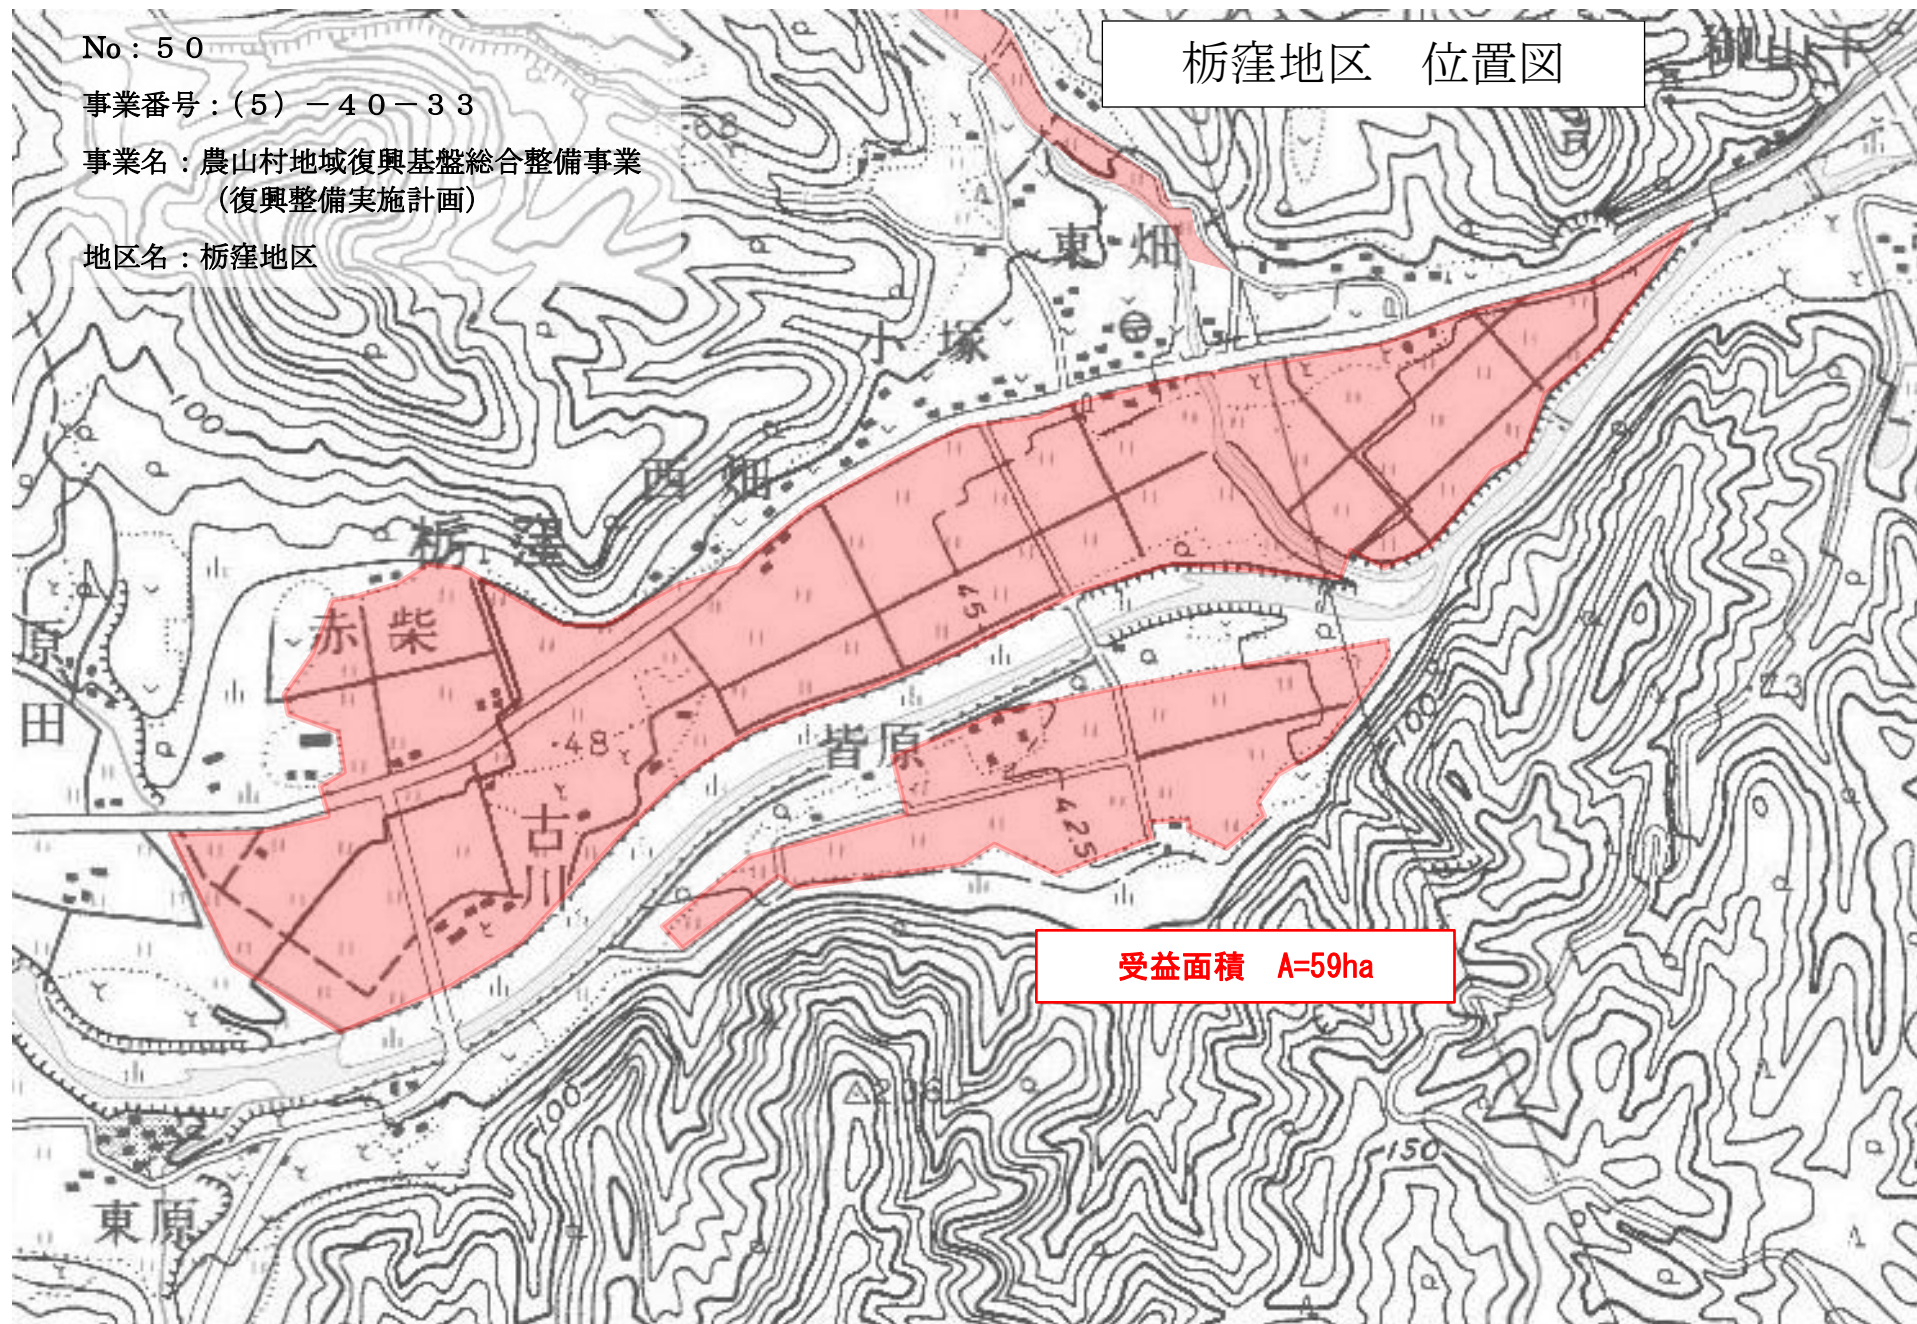 No：５０
事業番号：(５)－４０－３３
事業名：農山村地域復興基盤総合整備事業
(復興整備実施計画)
地区名：栃窪地区
栃窪地区　位置図
68
東畑
小塚
100
西畑
栃窪
赤柴
原
田
45
48
皆原
古川
42.5
73
100
受益面積　A=59ha
100
150
東原